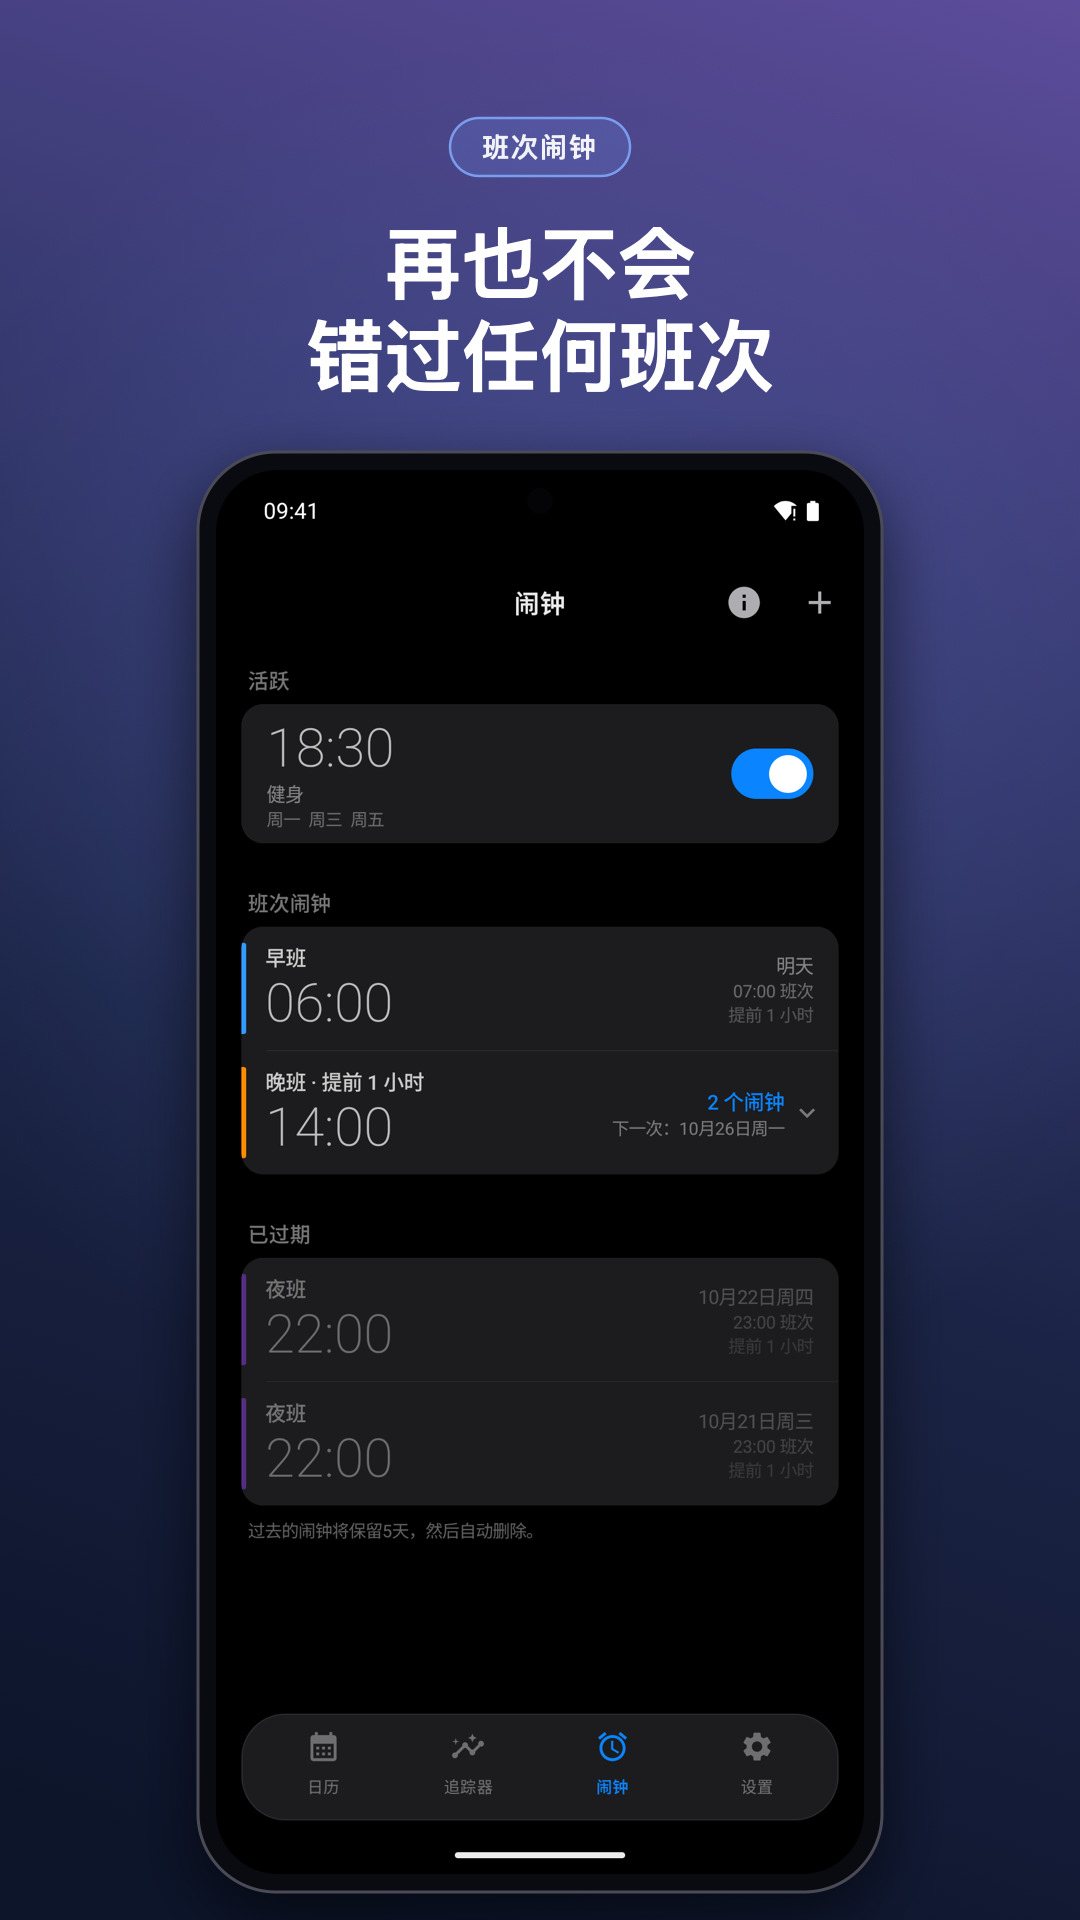 班次闹钟
再也不会
错过任何班次
09:41
闹钟
活跃
18:30
健身
周一 周三 周五
班次闹钟
早班
06:00
明天
07:00 班次
提前 1 小时
晚班 · 提前 1 小时
14:00
2 个闹钟
下一次：10月26日周一
已过期
夜班
22:00
10月22日周四
23:00 班次
提前 1 小时
夜班
22:00
10月21日周三
23:00 班次
提前 1 小时
过去的闹钟将保留5天，然后自动删除。
日历 追踪器 闹钟 设置